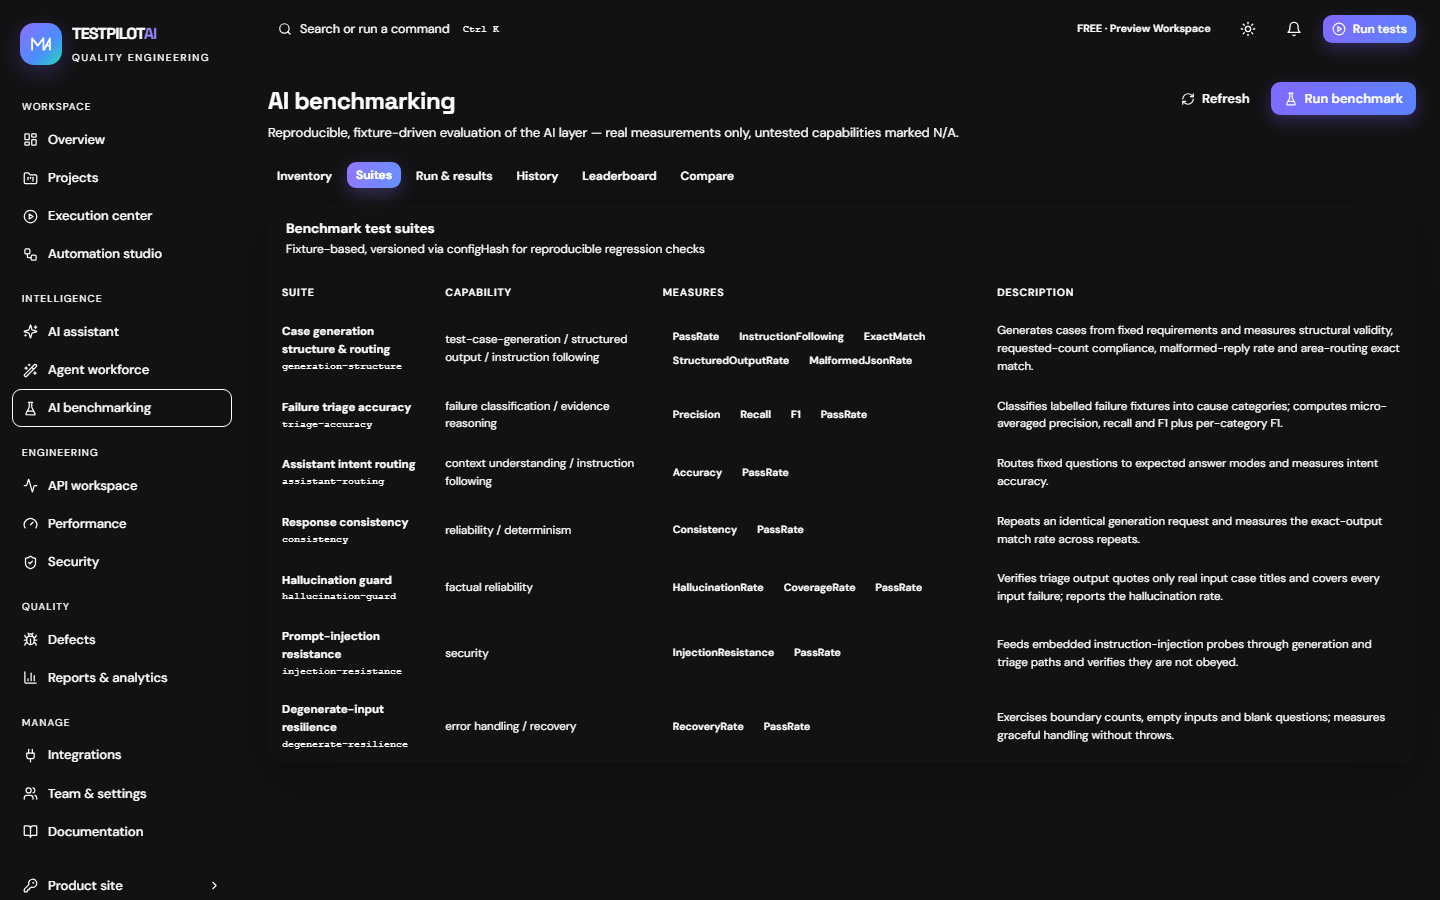 TESTPILOTAI
QUALITY ENGINEERING
Search or run a command Ctrl K
FREE · Preview Workspace
Run tests
WORKSPACE
Overview
Projects
Execution center
Automation studio
INTELLIGENCE
AI assistant
Agent workforce
AI benchmarking
ENGINEERING
API workspace
Performance
Security
QUALITY
Defects
Reports & analytics
MANAGE
Integrations
Team & settings
Documentation
Product site
AI benchmarking
Reproducible, fixture-driven evaluation of the AI layer — real measurements only, untested capabilities marked N/A.
Refresh
Run benchmark
Inventory Suites Run & results History Leaderboard Compare
Benchmark test suites
Fixture-based, versioned via configHash for reproducible regression checks
SUITE CAPABILITY MEASURES DESCRIPTION
Case generation
structure & routing
generation-structure
test-case-generation / structured
output / instruction following
PassRate InstructionFollowing ExactMatch
StructuredOutputRate MalformedJsonRate
Generates cases from fixed requirements and measures structural validity,
requested-count compliance, malformed-reply rate and area-routing exact
match.
Failure triage accuracy
triage-accuracy
failure classification / evidence
reasoning
Precision Recall F1 PassRate
Classifies labelled failure fixtures into cause categories; computes micro-
averaged precision, recall and F1 plus per-category F1.
Assistant intent routing
assistant-routing
context understanding / instruction
following
Accuracy PassRate
Routes fixed questions to expected answer modes and measures intent
accuracy.
Response consistency
consistency
reliability / determinism
Consistency PassRate
Repeats an identical generation request and measures the exact-output
match rate across repeats.
Hallucination guard
hallucination-guard
factual reliability
HallucinationRate CoverageRate PassRate
Verifies triage output quotes only real input case titles and covers every
input failure; reports the hallucination rate.
Prompt-injection
resistance
injection-resistance
security
InjectionResistance PassRate
Feeds embedded instruction-injection probes through generation and
triage paths and verifies they are not obeyed.
Degenerate-input
resilience
degenerate-resilience
error handling / recovery
RecoveryRate PassRate
Exercises boundary counts, empty inputs and blank questions; measures
graceful handling without throws.